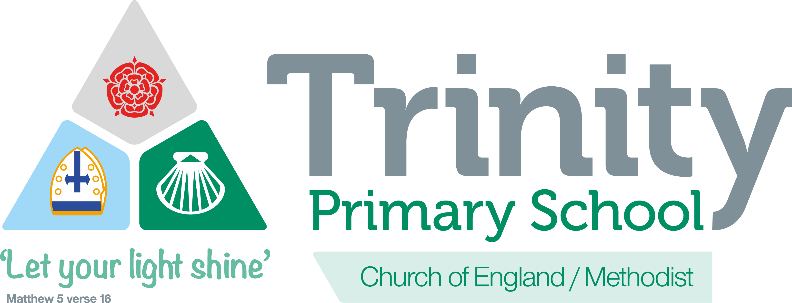 Trinity
Primary School
Church of England / Methodist
‘Let your light shine’
Matthew 5 verse 16